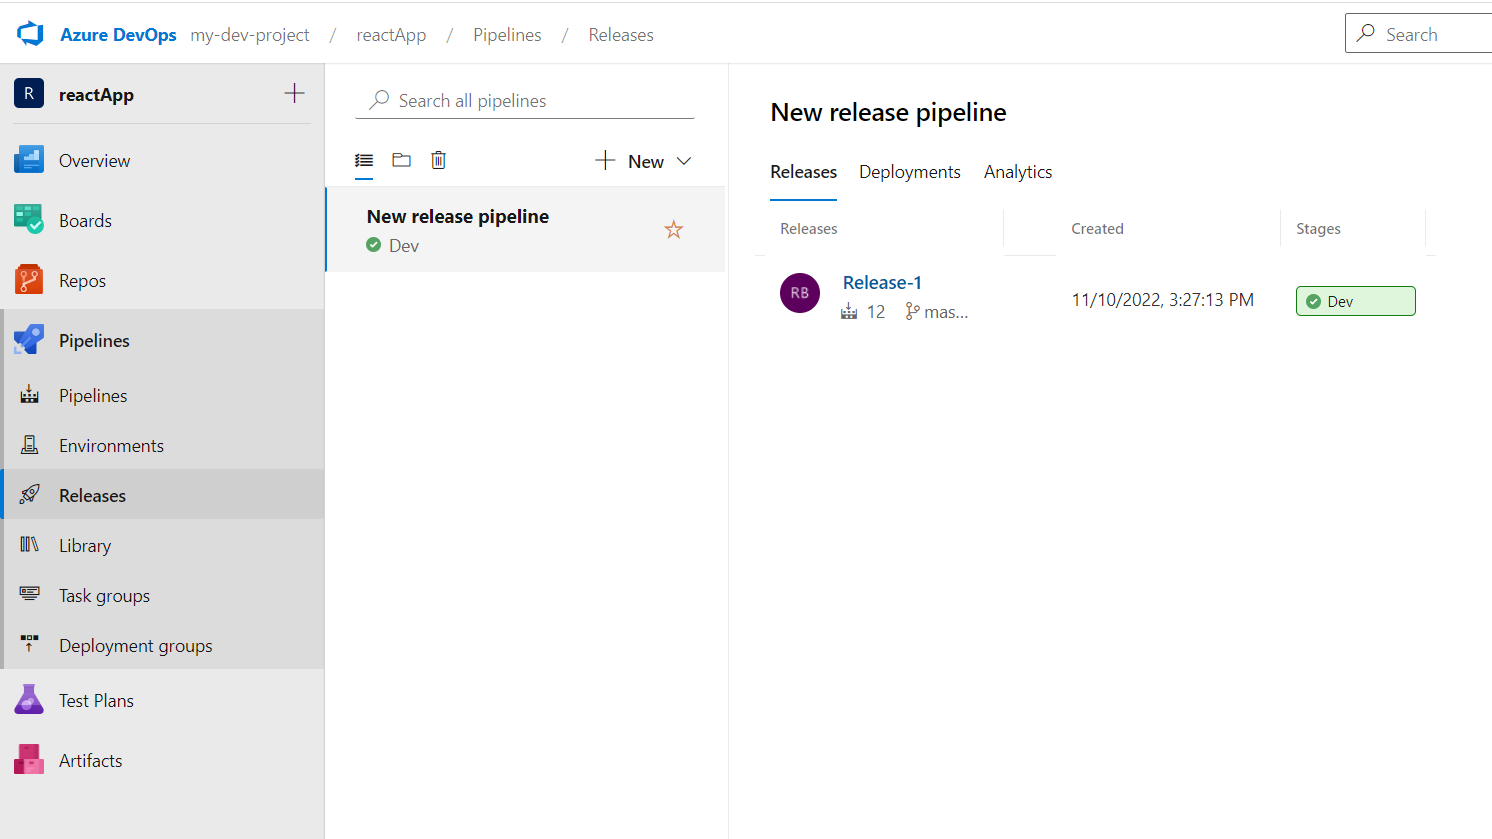 Azure DevOps my-dev-project / reactApp / Pipelines / Releases
Search
R reactApp
Overview
Boards
Repos
Pipelines
Pipelines
Environments
Releases
Library
Task groups
Deployment groups
Test Plans
Artifacts
Search all pipelines
New
New release pipeline
Dev
New release pipeline
Releases Deployments Analytics
Releases Created Stages
RB Release-1
12 mas...
11/10/2022, 3:27:13 PM
Dev